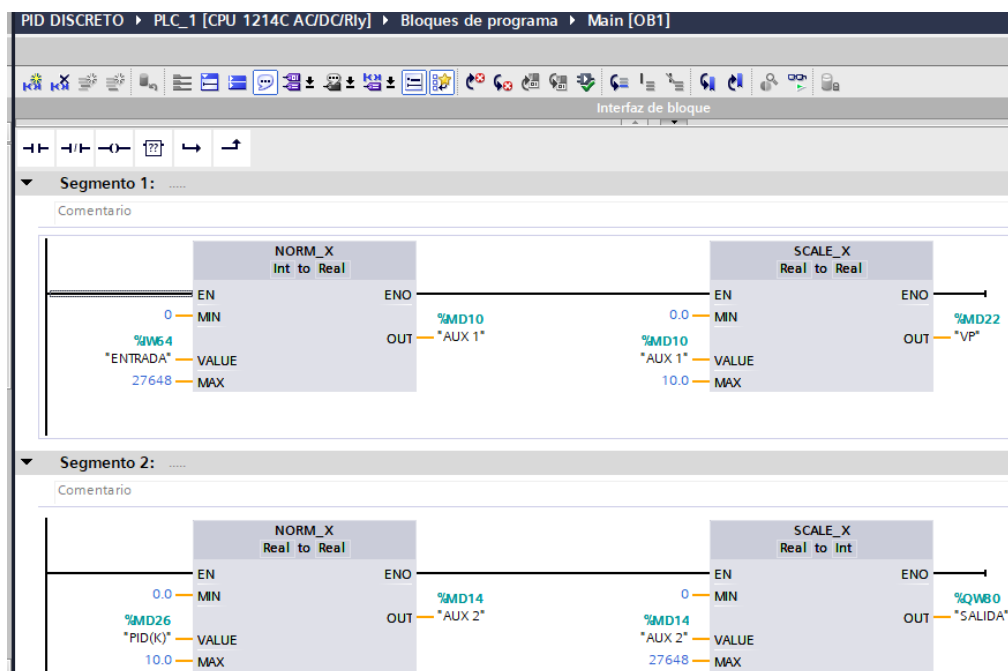 PID DISCRETO ▸ PLC_1 [CPU 1214C AC/DC/Rly] ▸ Bloques de programa ▸ Main [OB1]
Interfaz de bloque
??
Segmento 1: .....
Comentario
NORM_X
Int to Real
SCALE_X
Real to Real
EN ENO EN ENO
0 MIN %MD10 0.0 MIN %MD22
%IW64 OUT "AUX 1" %MD10 OUT "VP"
"ENTRADA" VALUE "AUX 1" VALUE
27648 MAX 10.0 MAX
Segmento 2: .....
Comentario
NORM_X
Real to Real
SCALE_X
Real to Int
EN ENO EN ENO
0.0 MIN %MD14 0 MIN %QW80
%MD26 OUT "AUX 2" %MD14 OUT "SALIDA"
"PID(K)" VALUE "AUX 2" VALUE
10.0 MAX 27648 MAX